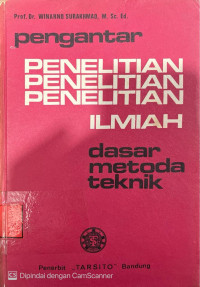 Prof. Dr. WINARNO SURAKHMAD, M. Sc. Ed.
pengantar
PENELITIAN
PENELITIAN
PENELITIAN
ILMIAH
dasar
metoda
teknik
Penerbit „TARSITO" Bandung
CS Dipindai dengan CamScanner